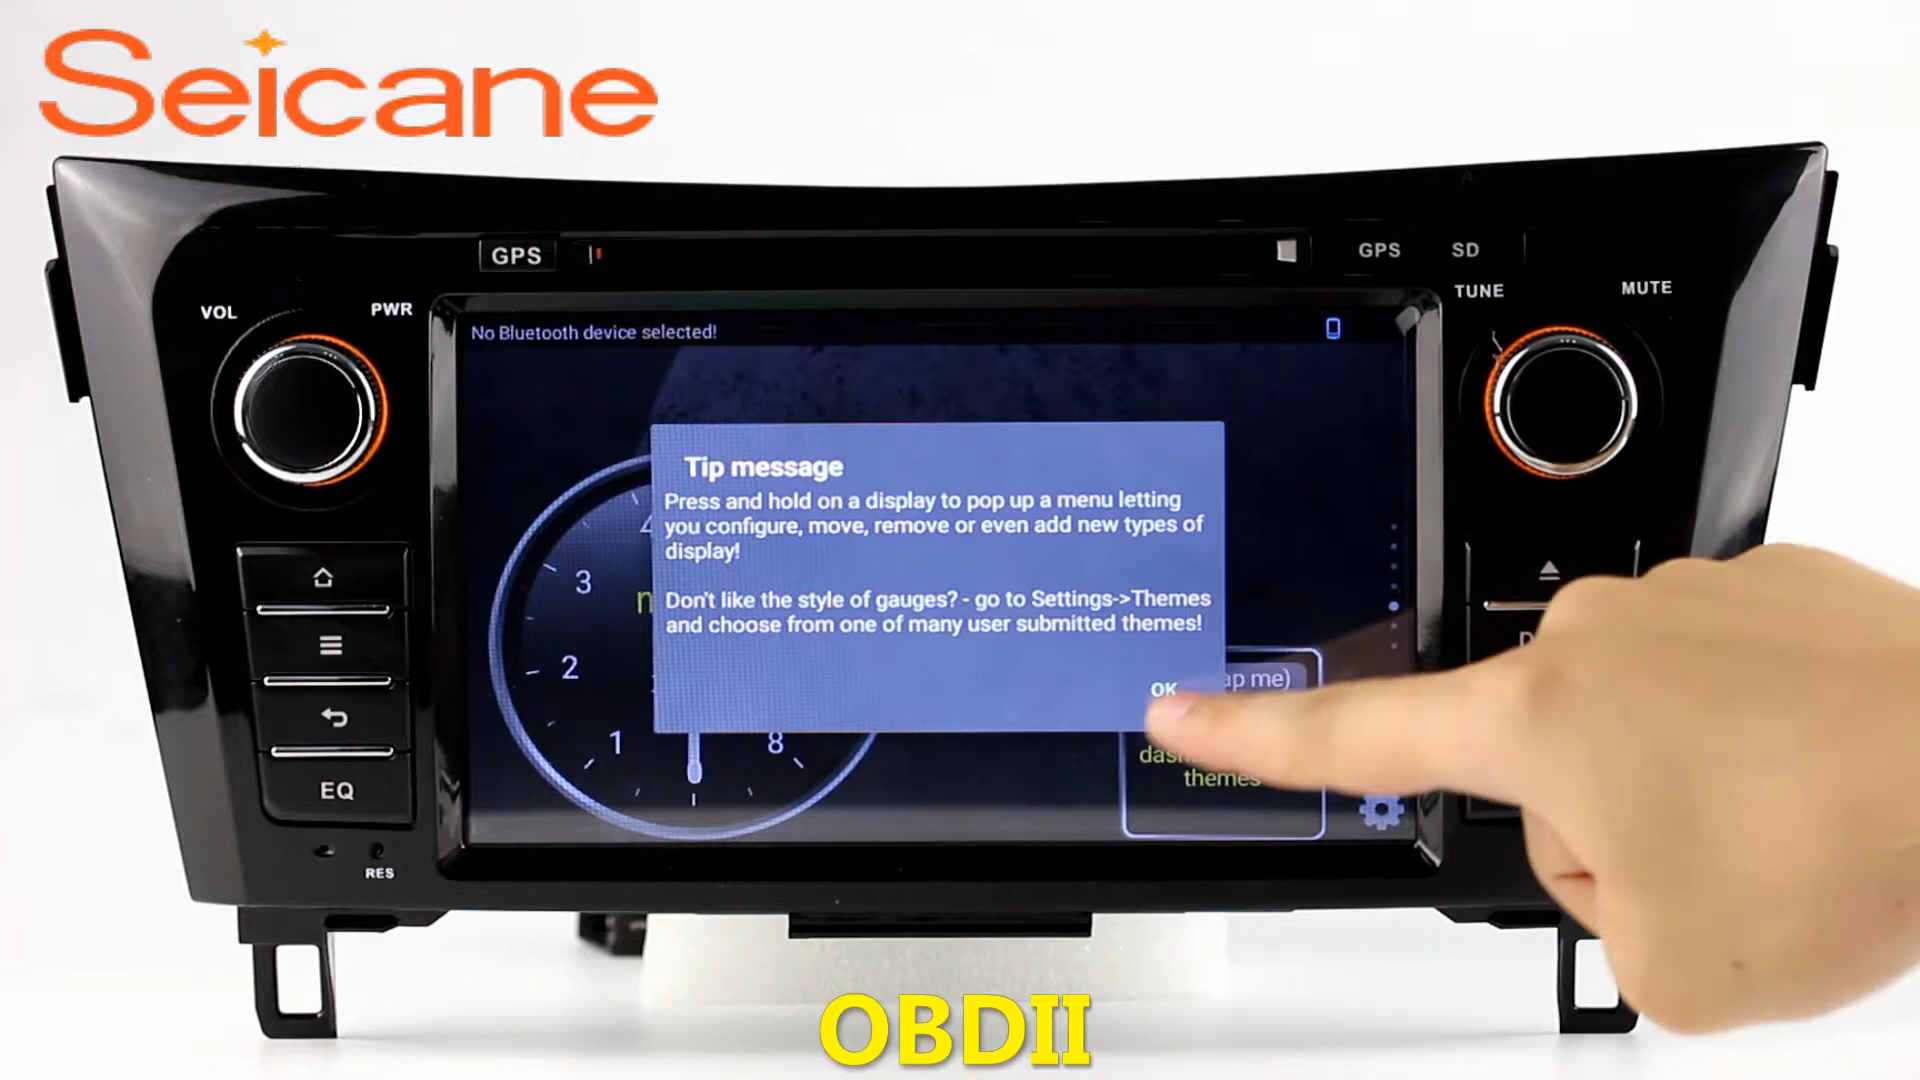 Seicane
GPS
GPS
SD
TUNE
MUTE
VOL
PWR
No Bluetooth device selected!
Tip message
Press and hold on a display to pop up a menu letting
you configure, move, remove or even add new types of
display!
Don't like the style of gauges? - go to Settings->Themes
and choose from one of many user submitted themes!
OK
3
2
1
8
me)
themes
EQ
RES
OBDII